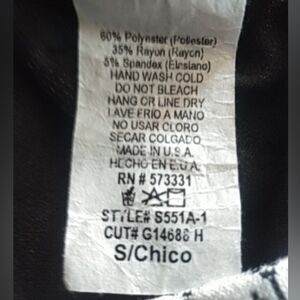 60% Polyester (Poliester)
35% Rayon (Rayon)
5% Spandex (Elastano)
HAND WASH COLD
DO NOT BLEACH
HANG OR LINE DRY
LAVE FRIO A MANO
NO USAR CLORO
SECAR COLGADO
MADE IN U.S.A.
HECHO EN E.U.A.
RN # 573331
STYLE# S551A-1
CUT# G14686 H
S/Chico